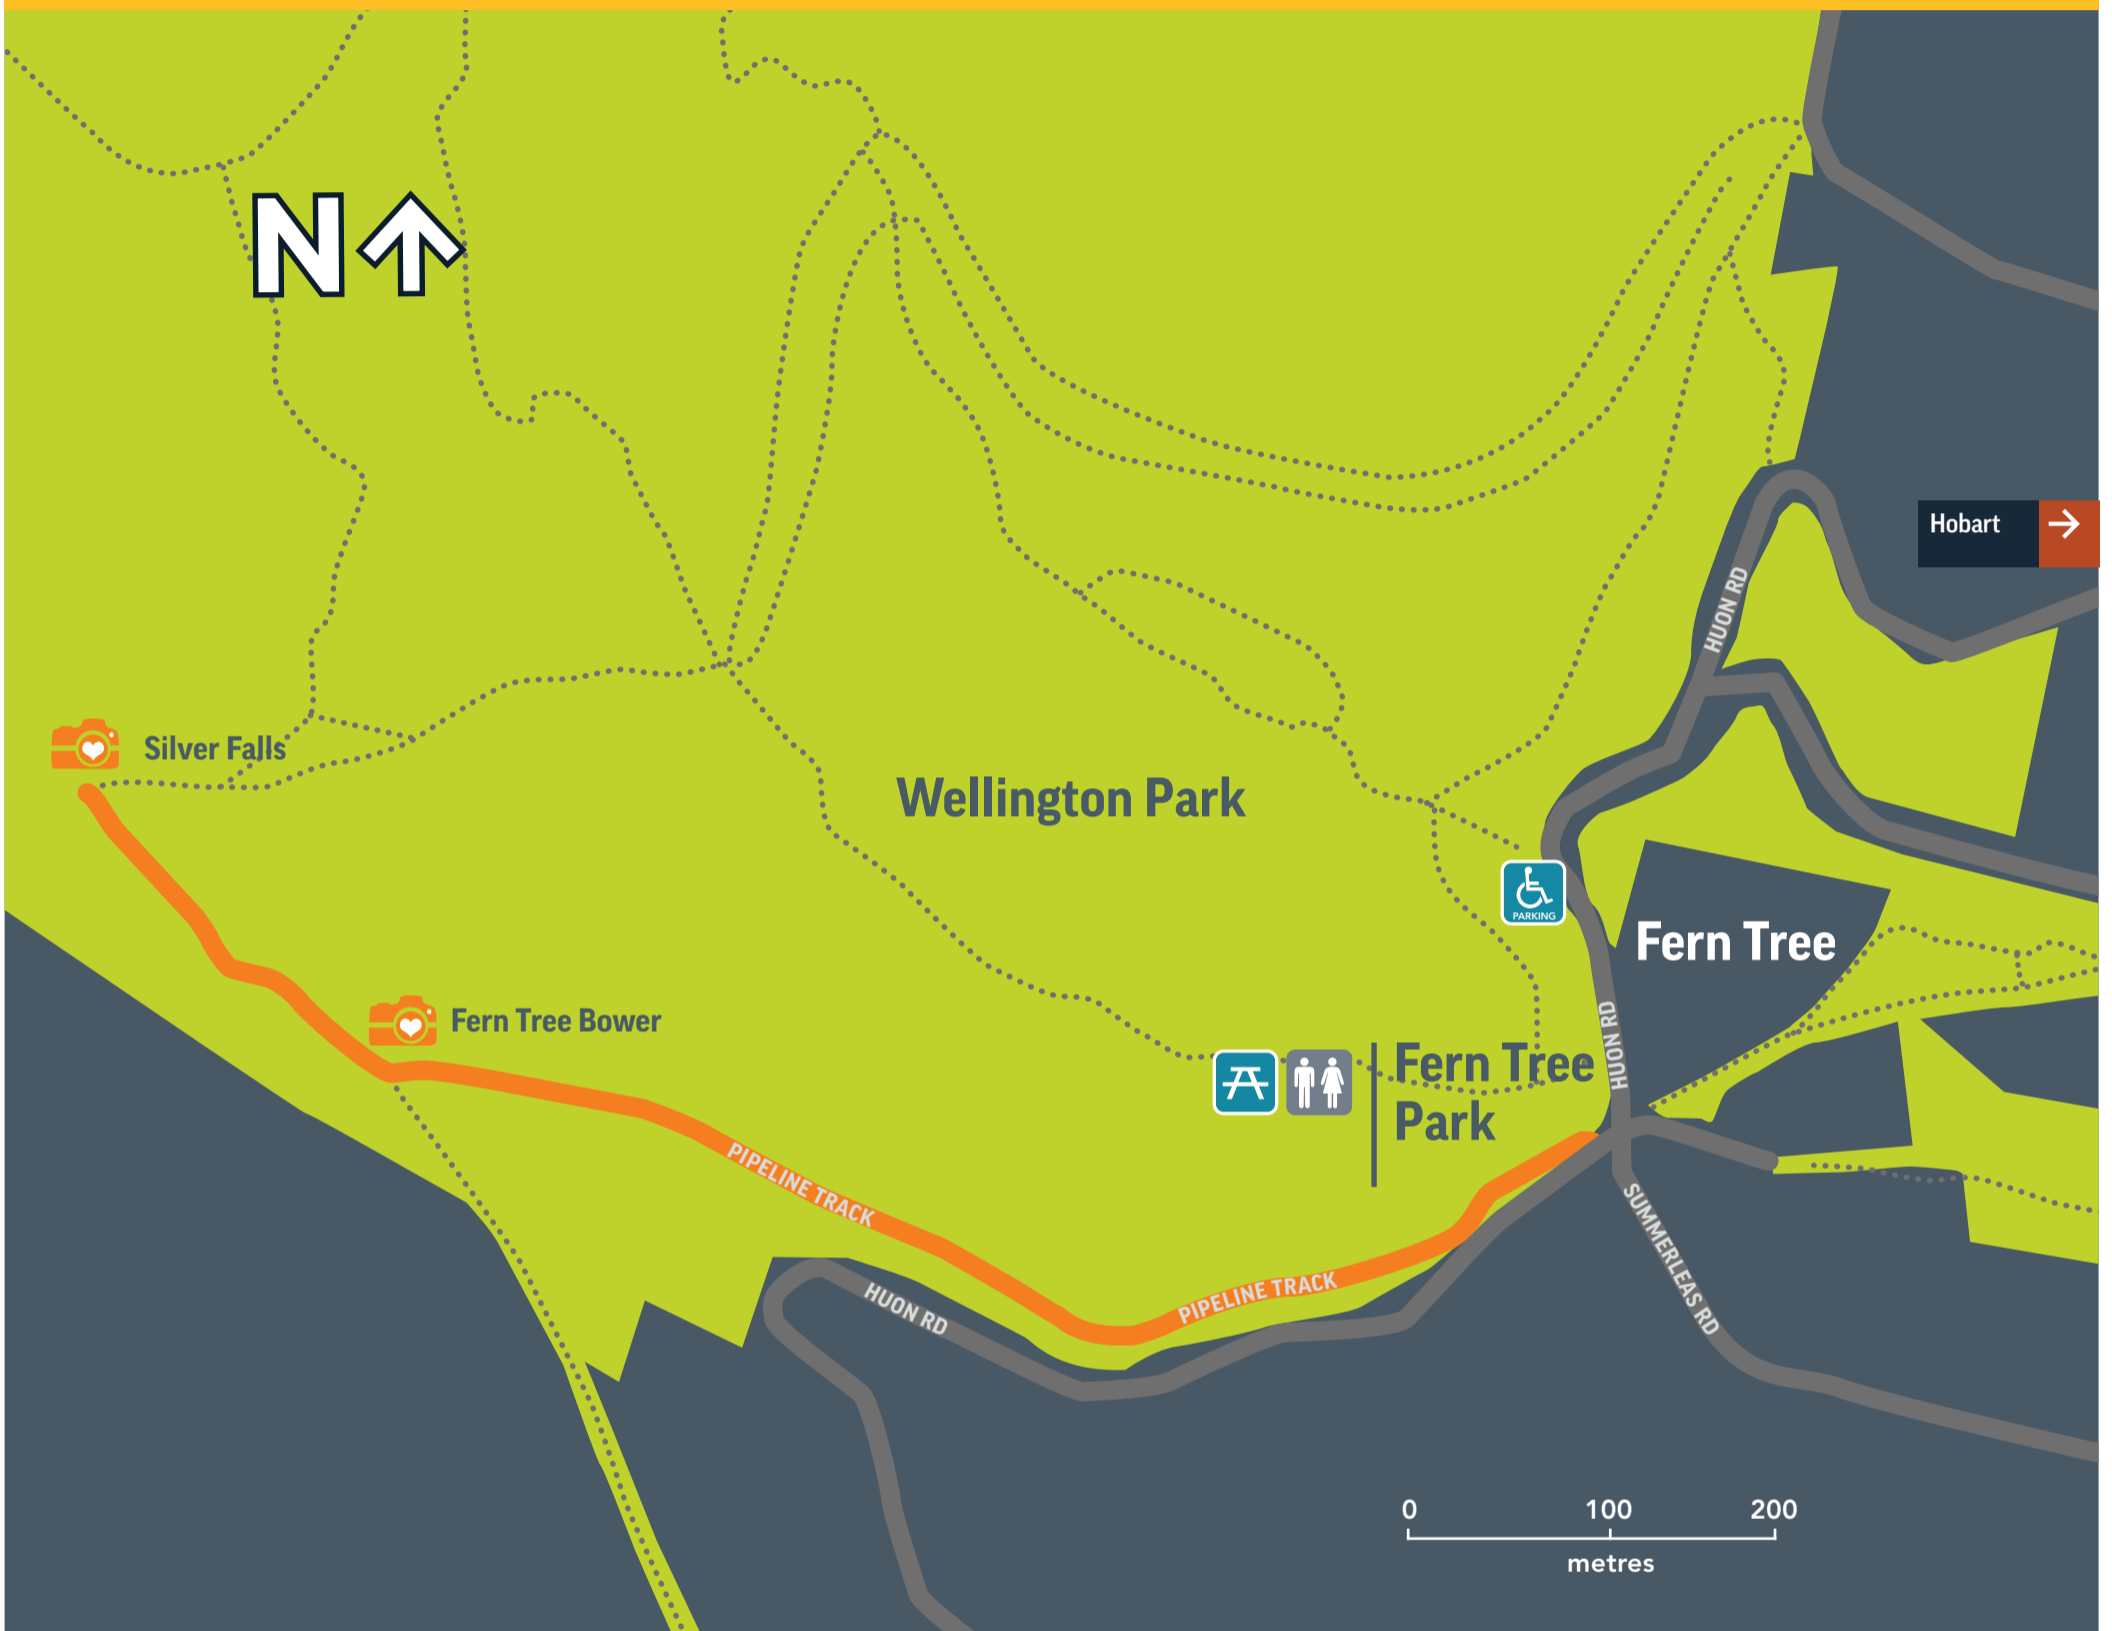 N
Hobart
HUON RD
Silver Falls
Wellington Park
PARKING
Fern Tree
Fern Tree Bower
HUON RD
Fern Tree
Park
PIPELINE TRACK
PIPELINE TRACK
HUON RD
SUMMERLEAS RD
0 100 200
metres